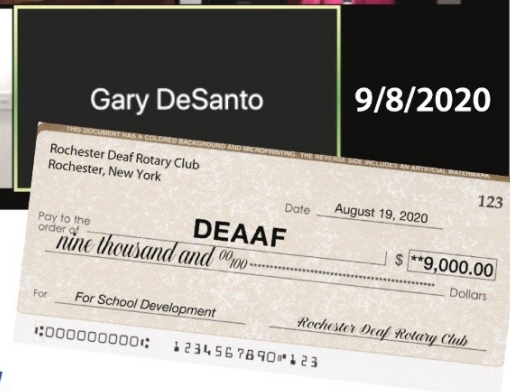 Gary DeSanto
9/8/2020
THIS DOCUMENT HAS A COLORED BACKGROUND AND MICROPRINTING. THE REVERSE SIDE INCLUDES AN ARTIFICIAL WATERMARK.
Rochester Deaf Rotary Club
Rochester, New York
123
Date August 19, 2020
Pay to the
order of DEAAF $ **9,000.00
nine thousand and 00/100 Dollars
For For School Development Rochester Deaf Rotary Club
⑆000000000⑆ 1234567890⑈123